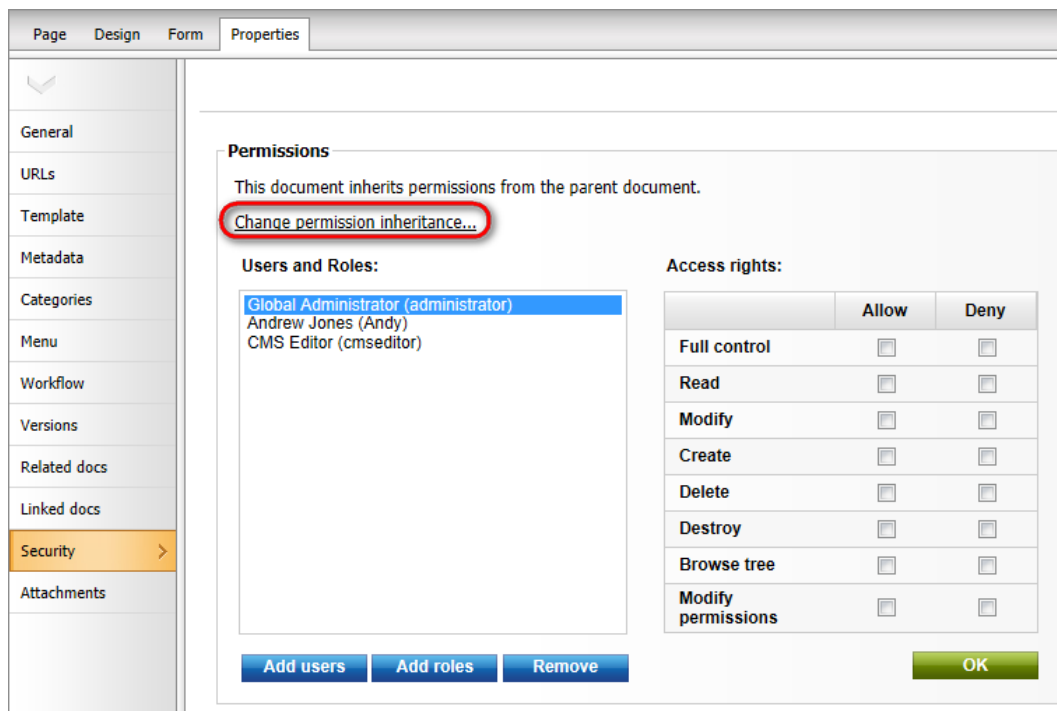 Page Design Form Properties
General
URLs
Template
Metadata
Categories
Menu
Workflow
Versions
Related docs
Linked docs
Security
Attachments
Permissions
This document inherits permissions from the parent document.
Change permission inheritance...
Users and Roles:
Global Administrator (administrator)
Andrew Jones (Andy)
CMS Editor (cmseditor)
Add users Add roles Remove
Access rights:
Allow Deny
Full control
Read
Modify
Create
Delete
Destroy
Browse tree
Modify
permissions
OK